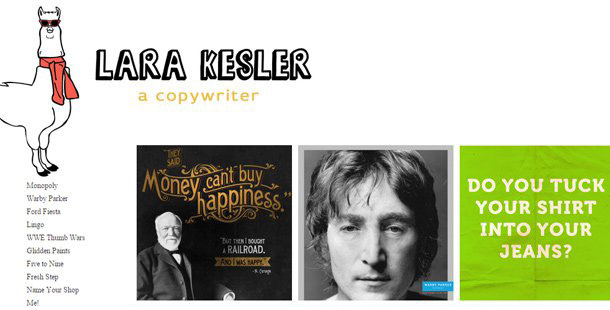 LARA KESLER
a copywriter
Monopoly
Warby Parker
Ford Fiesta
Lingo
WWE Thumb Wars
Glidden Paints
Five to Nine
Fresh Step
Name Your Shop
Me!
THEY SAID
Money can't buy
happiness."
"BUT THEN I BOUGHT
A RAILROAD.
AND I WAS HAPPY."
WARBY PARKER
DO YOU TUCK
YOUR SHIRT
INTO YOUR
JEANS?